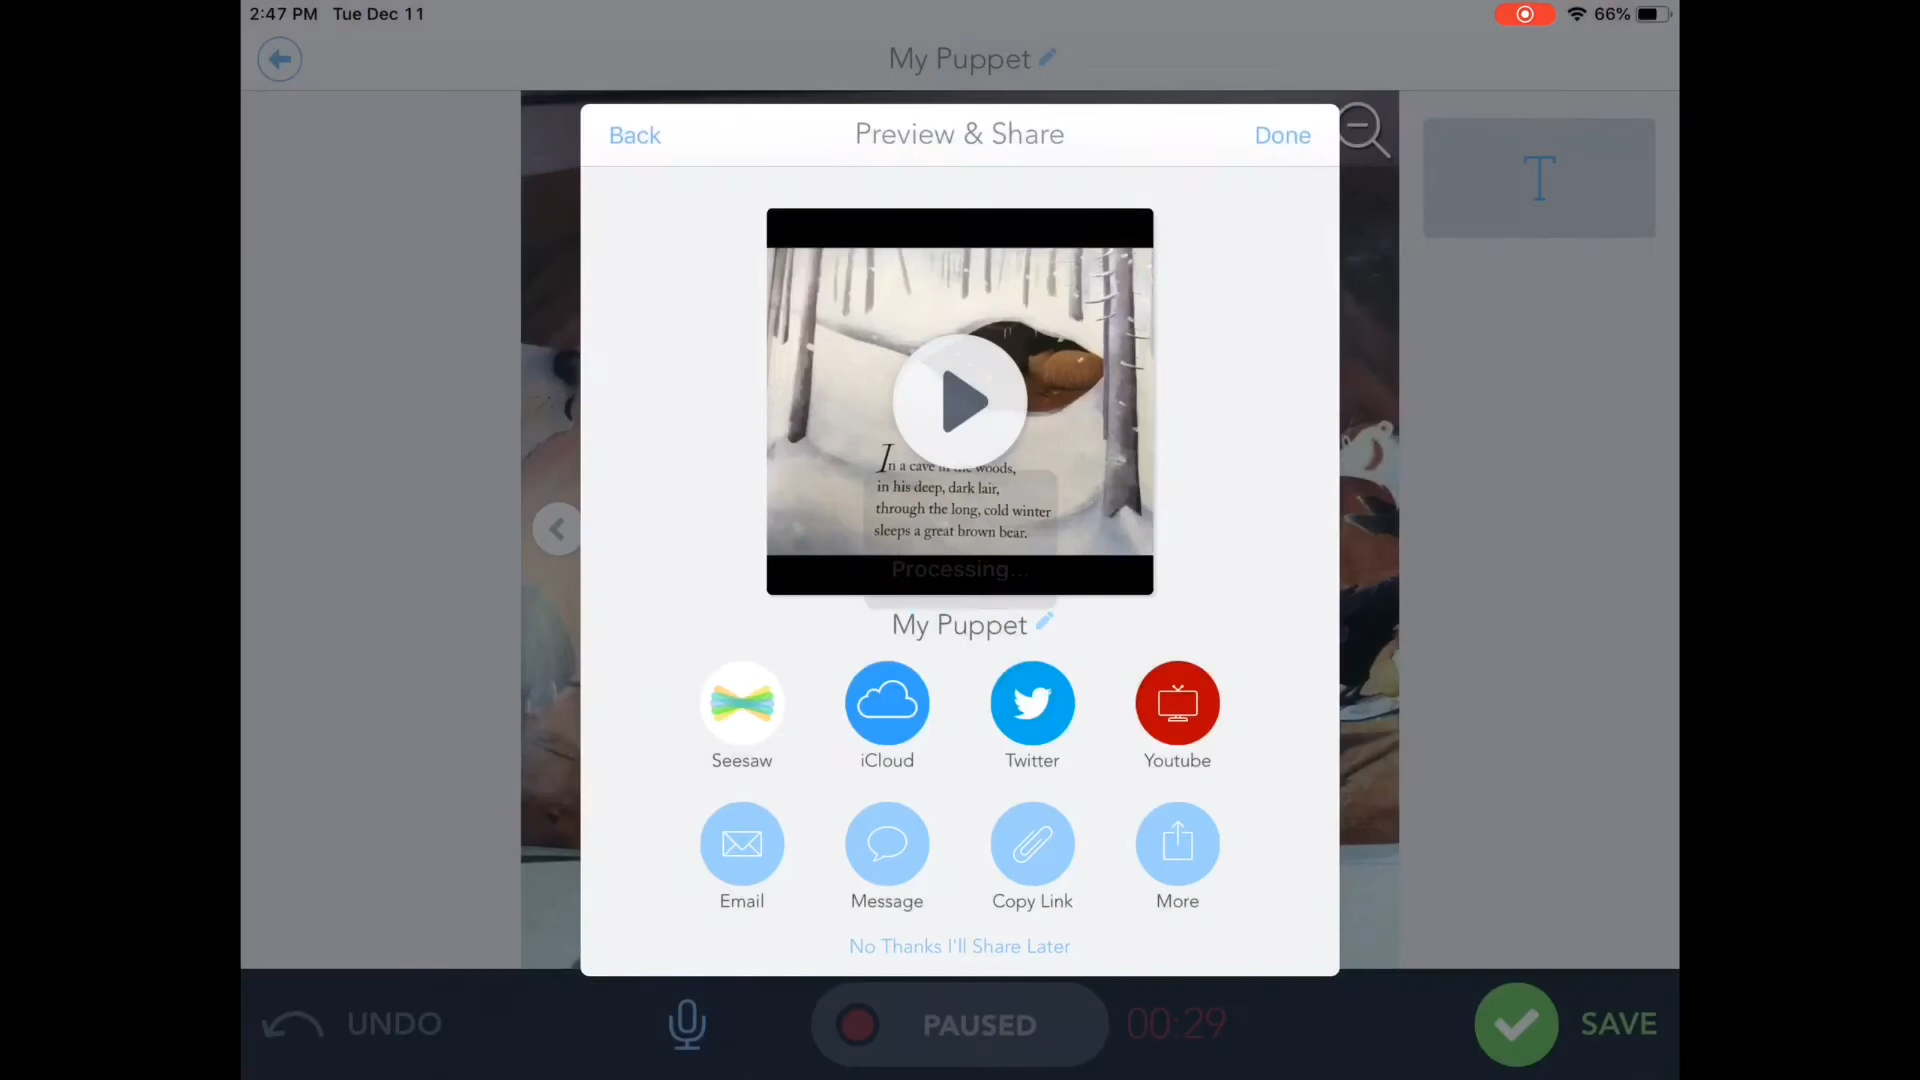 2:47 PM Tue Dec 11
66%
My Puppet
Back
Preview & Share
Done
T
In a cave in the woods,
in his deep, dark lair,
through the long, cold winter
sleeps a great brown bear.
Processing...
My Puppet
Seesaw
iCloud
Twitter
Youtube
Email
Message
Copy Link
More
No Thanks I'll Share Later
UNDO
PAUSED
00:29
SAVE